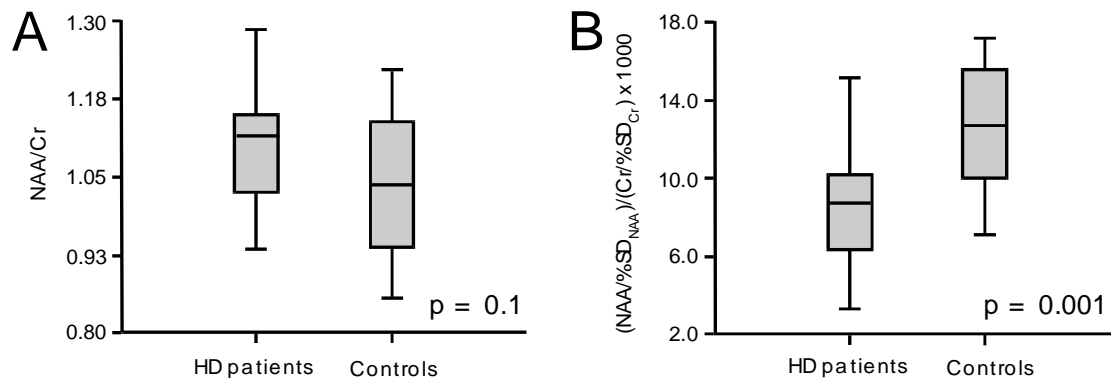 A
NAA/Cr
1.30
1.18
1.05
0.93
0.80
p = 0.1
HD patients
Controls
B
(NAA/%SD_NAA)/(Cr/%SD_Cr) x 1000
18.0
14.0
10.0
6.0
2.0
p = 0.001
HD patients
Controls